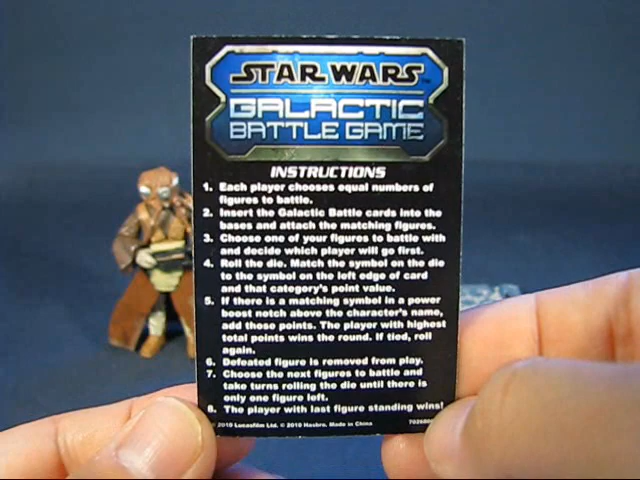 STAR WARS
GALACTIC
BATTLE GAME
INSTRUCTIONS
1. Each player chooses equal numbers of
figures to battle.
2. Insert the Galactic Battle cards into the
bases and attach the matching figures.
3. Choose one of your figures to battle with
and decide which player will go first.
4. Roll the die. Match the symbol on the die
to the symbol on the left edge of card
and that category's point value.
5. If there is a matching symbol in a power
boost notch above the character's name,
add those points. The player with highest
total points wins the round. If tied, roll
again.
6. Defeated figure is removed from play.
7. Choose the next figures to battle and
take turns rolling the die until there is
only one figure left.
8. The player with last figure standing wins!
2010 Lucasfilm Ltd. © 2010 Hasbro. Made in China